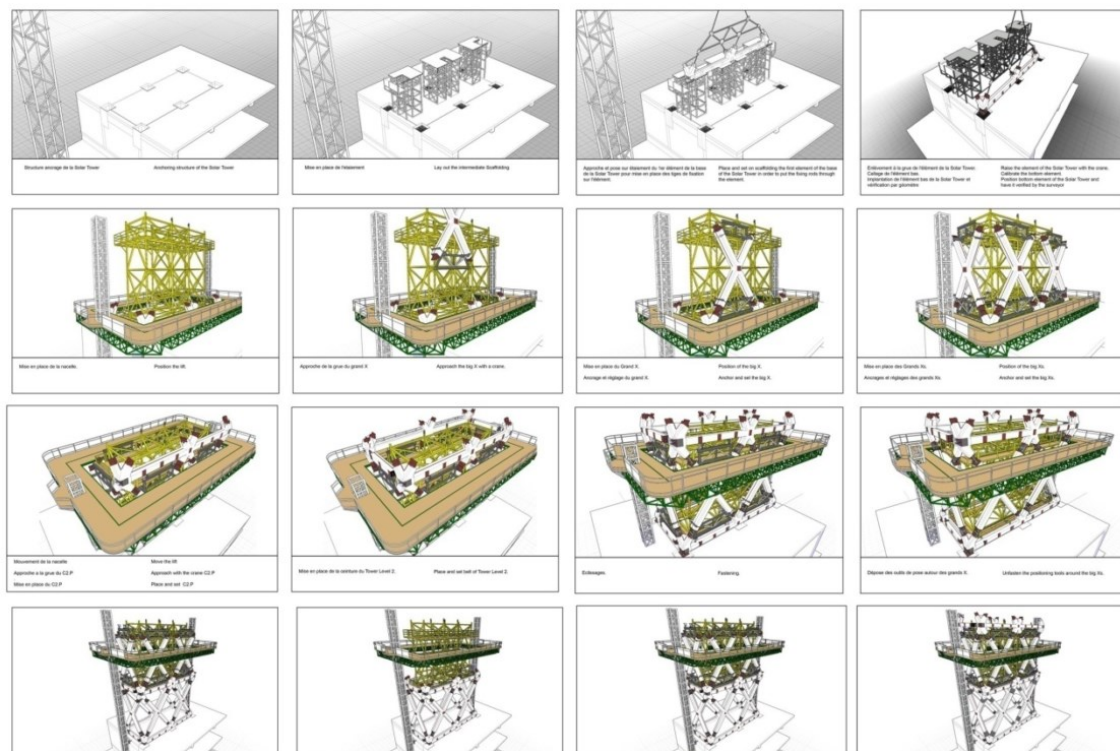 Structure ancrage de la Solar Tower
Anchoring structure of the Solar Tower
Mise en place de l'étaiement
Lay out the intermediate Scaffolding
Approche et pose sur étaiement du 1er élément de la base
de la Solar Tower pour mise en place des tiges de fixation
sur l'élément.
Place and set on scaffolding the first element of the base
of the Solar Tower in order to put the fixing rods through
the element.
Enlèvement à la grue de l'élément de la Solar Tower.
Calage de l'élément bas.
Implantation de l'élément bas de la Solar Tower et
vérification par géomètre
Raise the element of the Solar Tower with the crane.
Calibrate the bottom element
Position bottom element of the Solar Tower and
have it verified by the surveyor
Mise en place de la nacelle.
Position the lift.
Approche de la grue du grand X
Approach the big X with a crane.
Mise en place du Grand X.
Position of the big X.
Ancrage et réglage du grand X.
Anchor and set the big X.
Mise en place des Grands Xs.
Position of the big Xs.
Ancrages et réglages des grands Xs.
Anchor and set the big Xs.
Mouvement de la nacelle
Move the lift
Approche a la grue du C2.P
Approach with the crane C2.P
Mise en place du C2.P
Place and set C2.P
Mise en place de la ceinture du Tower Level 2.
Place and set belt of Tower Level 2.
Eclissages.
Fastening.
Dépose des outils de pose autour des grands X.
Unfasten the positioning tools around the big Xs.